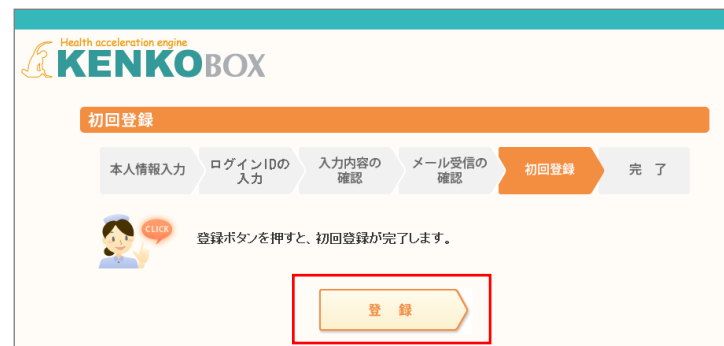 Health acceleration engine
KENKOBOX
初回登録
本人情報入力
ログインIDの
入力
入力内容の
確認
メール受信の
確認
初回登録
完 了
CLICK
登録ボタンを押すと、初回登録が完了します。
登 録